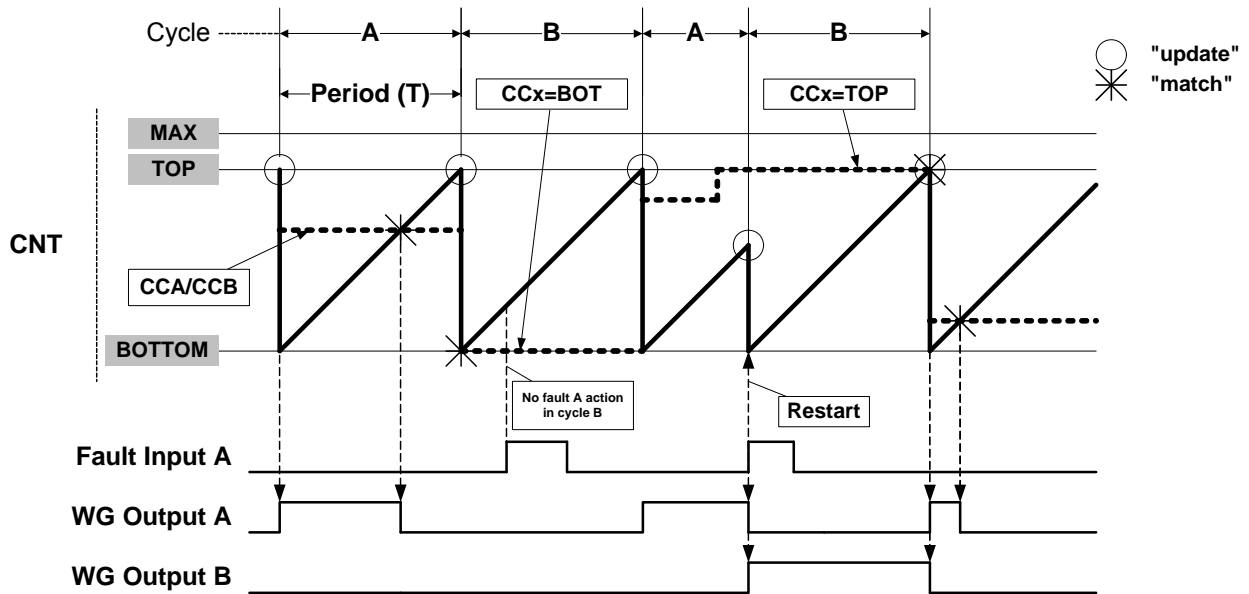 Cycle
A
B
A
B
"update"
"match"
Period (T)
CCx=BOT
CCx=TOP
MAX
TOP
CNT
CCA/CCB
BOTTOM
No fault A action
in cycle B
Restart
Fault Input A
WG Output A
WG Output B